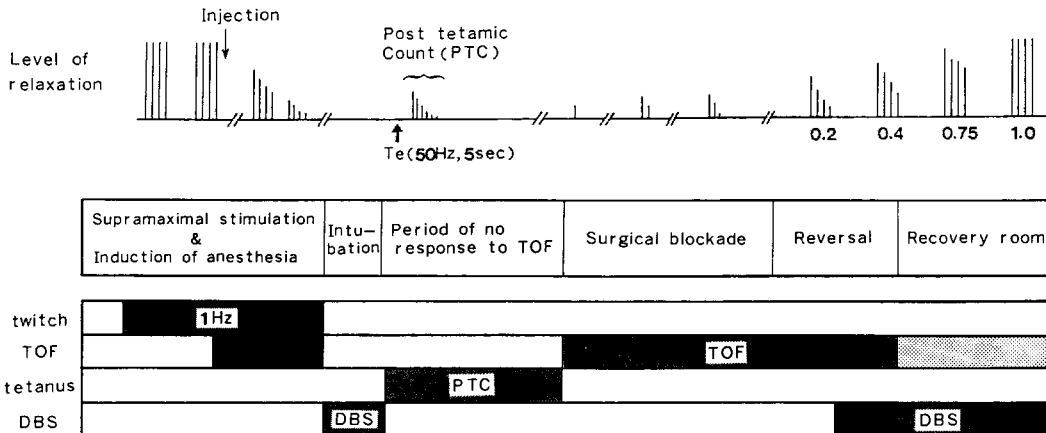 Injection
Level of
relaxation
Post tetamic
Count(PTC)
Te(50Hz,5sec)
0.2 0.4 0.75 1.0
Supramaximal stimulation
&
Induction of anesthesia
Intu-
bation
Period of no
response to TOF
Surgical blockade
Reversal
Recovery room
twitch
1Hz
TOF
TOF
tetanus
PTC
DBS
DBS
DBS